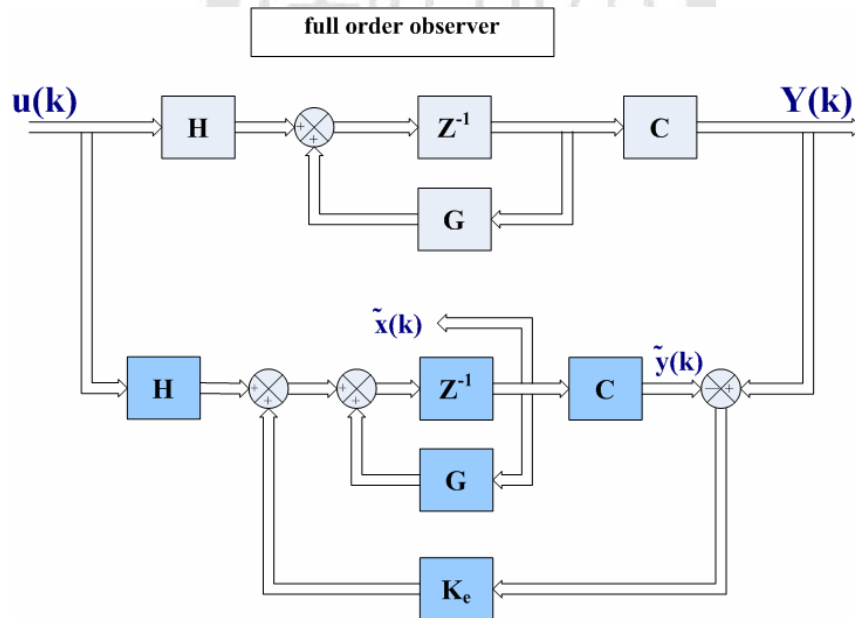 full order observer
u(k)
Y(k)
H
+
+
Z⁻¹
C
G
x̃(k)
ỹ(k)
H
+
+
+
+
Z⁻¹
C
- +
G
Kₑ